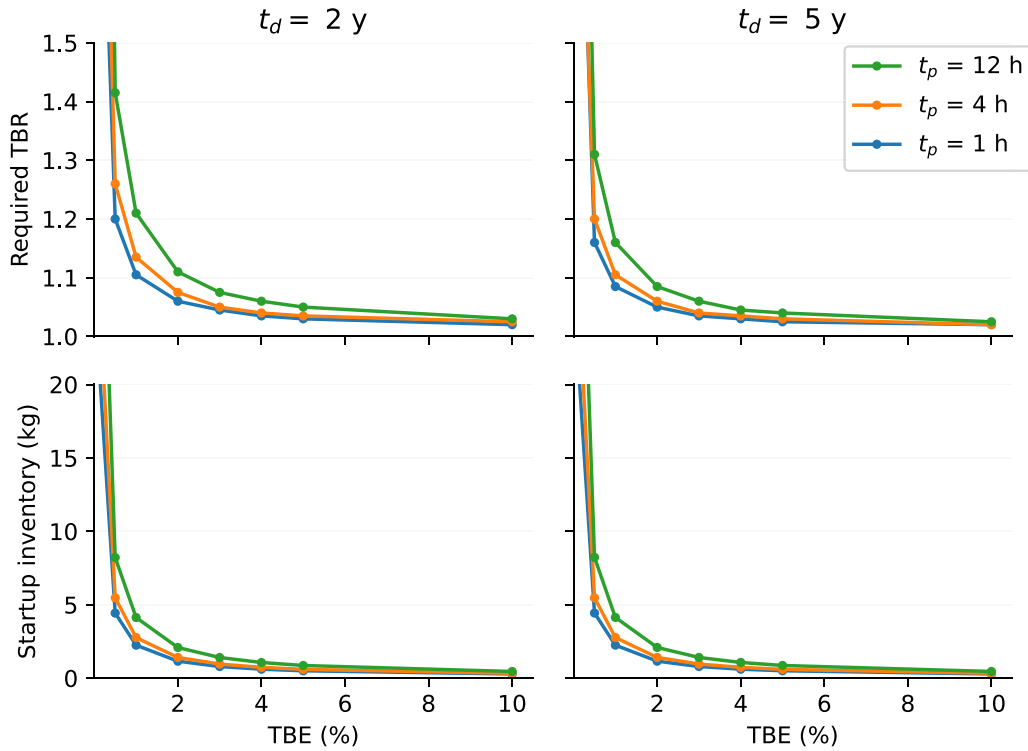 t_d = 2 y
t_d = 5 y
1.5
1.4
1.3
1.2
1.1
1.0
Required TBR
t_p = 12 h
t_p = 4 h
t_p = 1 h
20
15
10
5
0
Startup inventory (kg)
2 4 6 8 10
TBE (%)
2 4 6 8 10
TBE (%)